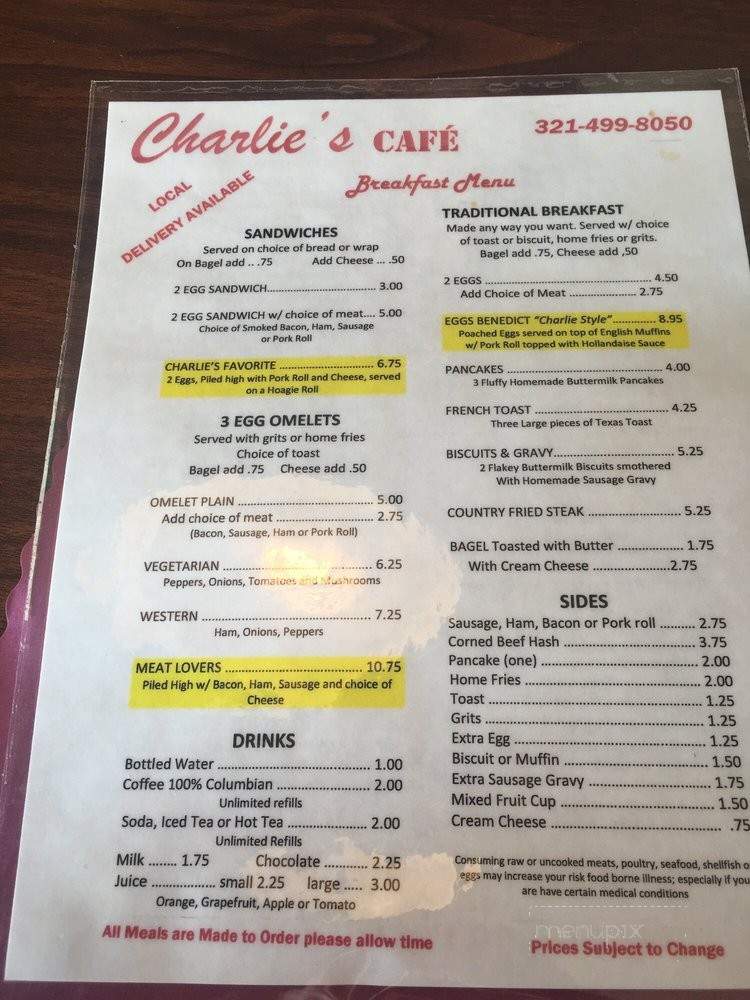 Charlie's CAFÉ
321-499-8050
LOCAL
DELIVERY AVAILABLE
Breakfast Menu
SANDWICHES
Served on choice of bread or wrap
On Bagel add .. .75 Add Cheese ... .50
2 EGG SANDWICH................................ 3.00
2 EGG SANDWICH w/ choice of meat.... 5.00
Choice of Smoked Bacon, Ham, Sausage
or Pork Roll
CHARLIE'S FAVORITE ............................ 6.75
2 Eggs, Piled high with Pork Roll and Cheese, served
on a Hoagie Roll
3 EGG OMELETS
Served with grits or home fries
Choice of toast
Bagel add .75 Cheese add .50
OMELET PLAIN ........................................ 5.00
Add choice of meat ............................. 2.75
(Bacon, Sausage, Ham or Pork Roll)
VEGETARIAN ............................................ 6.25
Peppers, Onions, Tomatoes and Mushrooms
WESTERN .................................................. 7.25
Ham, Onions, Peppers
MEAT LOVERS ........................................ 10.75
Piled High w/ Bacon, Ham, Sausage and choice of
Cheese
DRINKS
Bottled Water ....................................... 1.00
Coffee 100% Columbian ........................ 2.00
Unlimited refills
Soda, Iced Tea or Hot Tea .................... 2.00
Unlimited Refills
Milk ........ 1.75 Chocolate ................ 2.25
Juice .................. small 2.25 large ..... 3.00
Orange, Grapefruit, Apple or Tomato
All Meals are Made to Order please allow time
TRADITIONAL BREAKFAST
Made any way you want. Served w/ choice
of toast or biscuit, home fries or grits.
Bagel add .75, Cheese add ,50
2 EGGS .................................................. 4.50
Add Choice of Meat ....................... 2.75
EGGS BENEDICT "Charlie Style"............. 8.95
Poached Eggs served on top of English Muffins
w/ Pork Roll topped with Hollandaise Sauce
PANCAKES .............................................. 4.00
3 Fluffy Homemade Buttermilk Pancakes
FRENCH TOAST ...................................... 4.25
Three Large pieces of Texas Toast
BISCUITS & GRAVY.................................. 5.25
2 Flakey Buttermilk Biscuits smothered
With Homemade Sausage Gravy
COUNTRY FRIED STEAK .......................... 5.25
BAGEL Toasted with Butter .................. 1.75
With Cream Cheese .....................2.75
SIDES
Sausage, Ham, Bacon or Pork roll .......... 2.75
Corned Beef Hash .................................. 3.75
Pancake (one) ........................................ 2.00
Home Fries ............................................. 2.00
Toast ....................................................... 1.25
Grits ........................................................ 1.25
Extra Egg ................................................ 1.25
Biscuit or Muffin .................................... 1.50
Extra Sausage Gravy .............................. 1.75
Mixed Fruit Cup ..................................... 1.50
Cream Cheese ........................................ .75
Consuming raw or uncooked meats, poultry, seafood, shellfish o
eggs may increase your risk food borne illness; especially if you
are have certain medical conditions
menupix
Prices Subject to Change